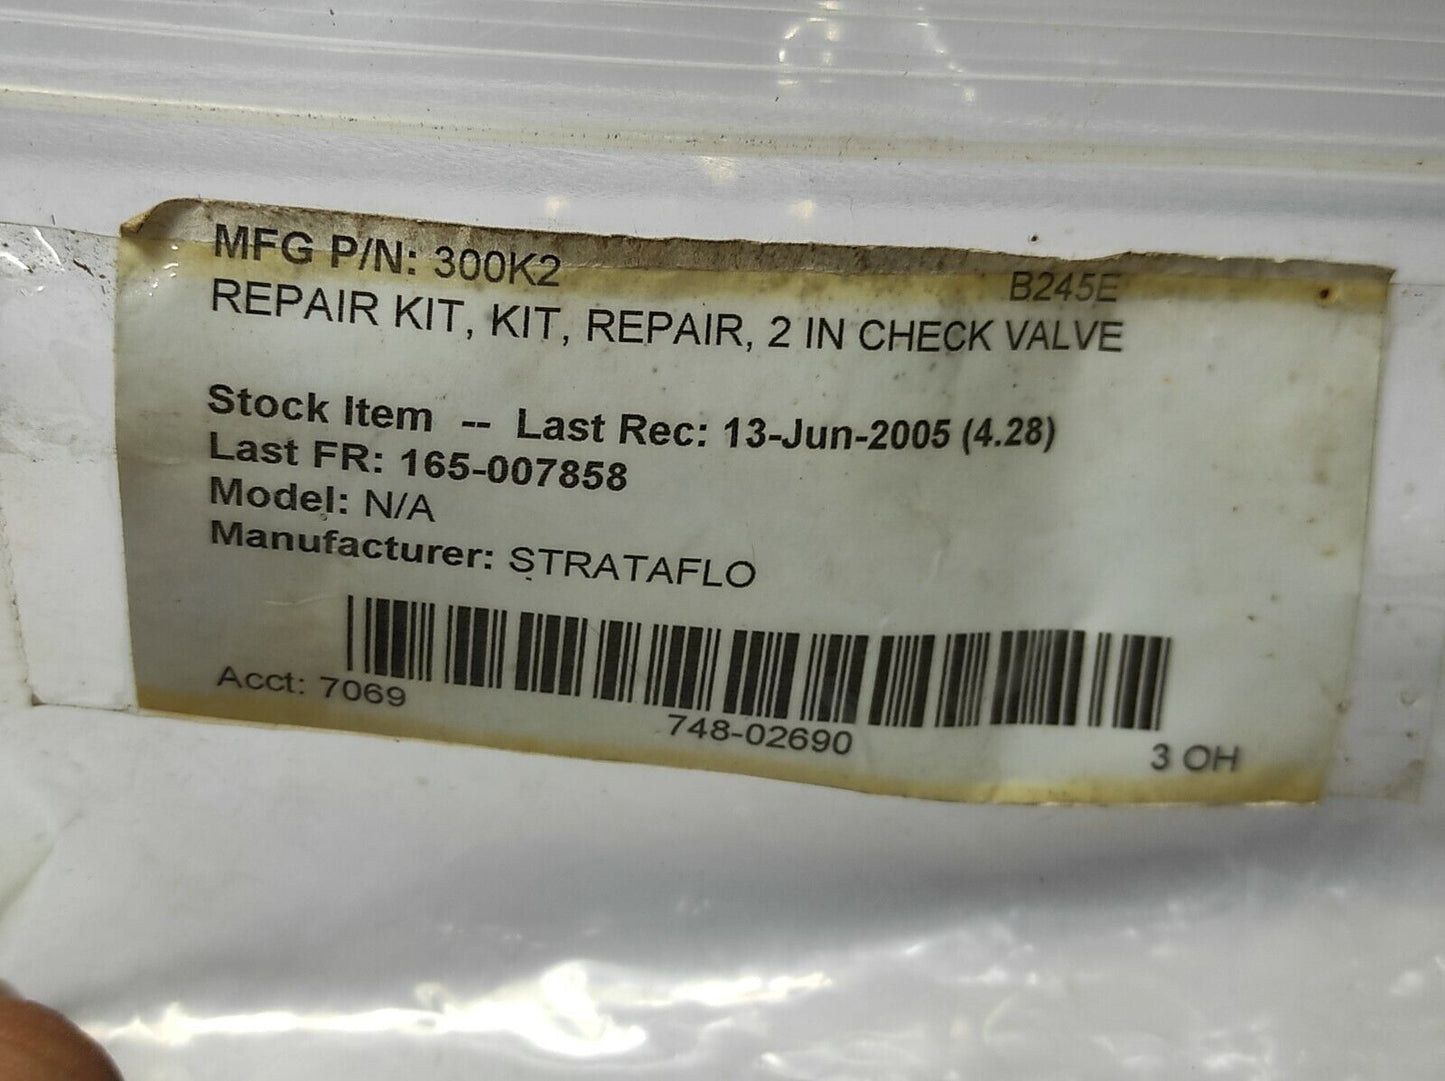 MFG P/N: 300K2 B245E
REPAIR KIT, KIT, REPAIR, 2 IN CHECK VALVE
Stock Item -- Last Rec: 13-Jun-2005 (4.28)
Last FR: 165-007858
Model: N/A
Manufacturer: STRATAFLO
Acct: 7069
748-02690
3 OH